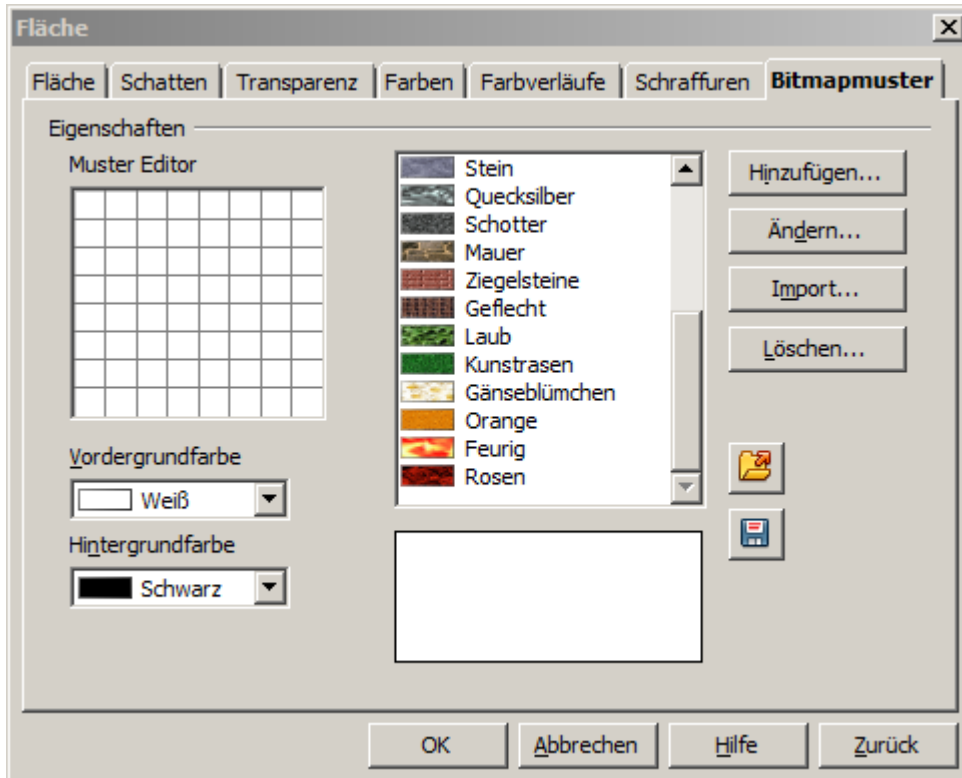 Fläche
Fläche Schatten Transparenz Farben Farbverläufe Schraffuren Bitmapmuster
Eigenschaften
Muster Editor
Vordergrundfarbe
Weiß
Hintergrundfarbe
Schwarz
Stein
Quecksilber
Schotter
Mauer
Ziegelsteine
Geflecht
Laub
Kunstrasen
Gänseblümchen
Orange
Feurig
Rosen
Hinzufügen...
Ändern...
Import...
Löschen...
OK Abbrechen Hilfe Zurück